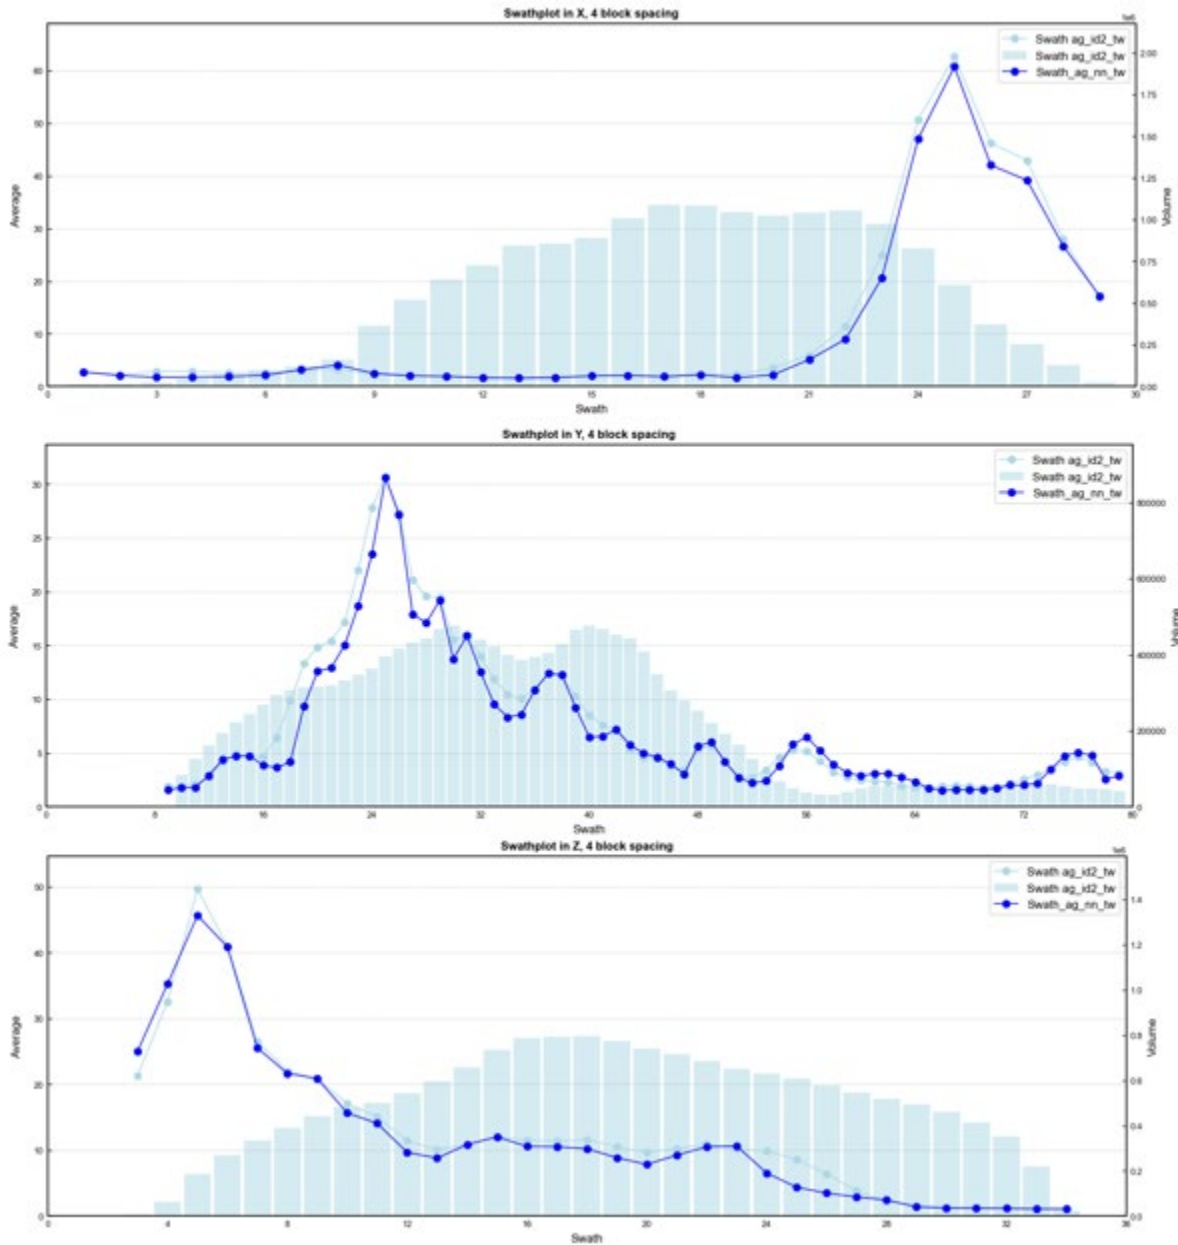 Swathplot in X, 4 block spacing
1e6
Swath ag_id2_tw
Swath ag_id2_tw
Swath_ag_nn_tw
60
50
40
30
20
10
0
2.00
1.75
1.50
1.25
1.00
0.75
0.50
0.25
0.00
Average
Volume
0 3 6 9 12 15 18 21 24 27 30
Swath
Swathplot in Y, 4 block spacing
Swath ag_id2_tw
Swath ag_id2_tw
Swath_ag_nn_tw
30
25
20
15
10
5
0
800000
600000
400000
200000
0
Average
Volume
0 8 16 24 32 40 48 56 64 72 80
Swath
Swathplot in Z, 4 block spacing
1e6
Swath ag_id2_tw
Swath ag_id2_tw
Swath_ag_nn_tw
50
40
30
20
10
0
1.4
1.2
1.0
0.8
0.6
0.4
0.2
0.0
Average
Volume
0 4 8 12 16 20 24 28 32 36
Swath